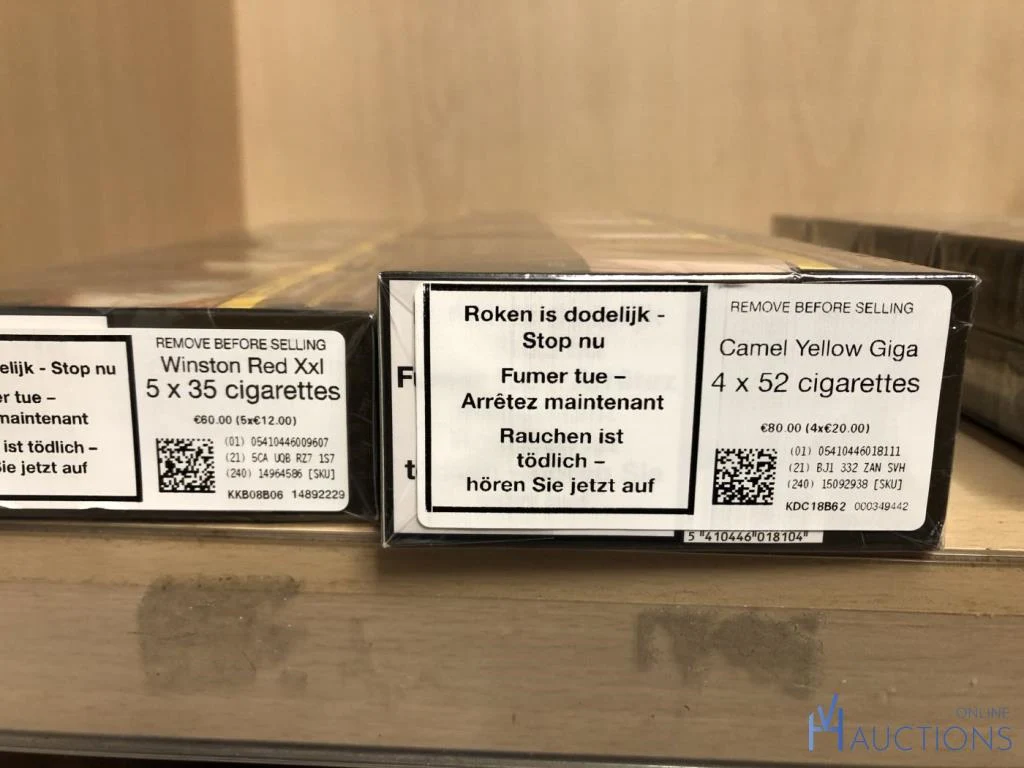 elijk - Stop nu
er tue –
maintenant
ist tödlich –
Sie jetzt auf
REMOVE BEFORE SELLING
Winston Red Xxl
5 x 35 cigarettes
€60.00 (5x€12.00)
(01) 05410446009607
(21) 5CA UQB RZ7 1S7
(240) 14964586 [SKU]
KKB08B06 14892229
Roken is dodelijk -
Stop nu
Fumer tue –
Arrêtez maintenant
Rauchen ist
tödlich –
hören Sie jetzt auf
REMOVE BEFORE SELLING
Camel Yellow Giga
4 x 52 cigarettes
€80.00 (4x€20.00)
(01) 05410446018111
(21) BJ1 332 ZAN SVH
(240) 15092938 [SKU]
KDC18B62 000349442
5 "410446"018104"
ONLINE
AUCTIONS